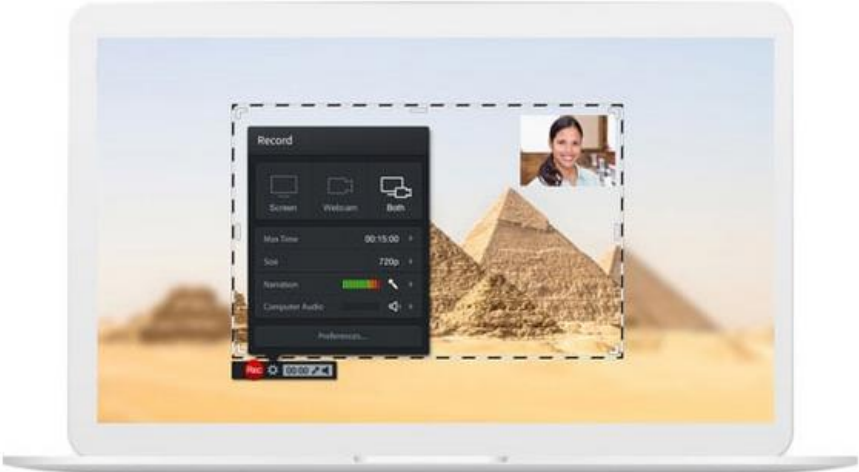 Record
Screen Webcam Both
Max Time 00:15:00
Size 720p
Narration
Computer Audio
Preferences...
Rec 00:00